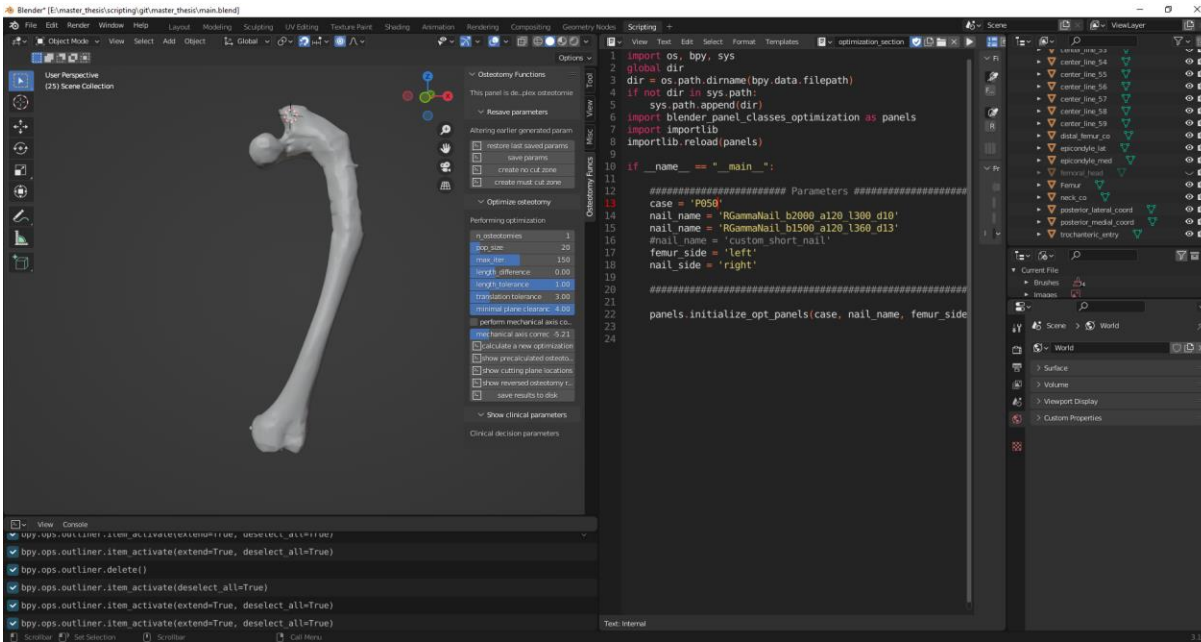 Blender* [E:\master_thesis\scripting\git\master_thesis\main.blend]
File Edit Render Window Help Layout Modeling Sculpting UV Editing Texture Paint Shading Animation Rendering Compositing Geometry Nodes Scripting + Scene ViewLayer
Object Mode View Select Add Object Global
View Text Edit Select Format Templates optimization_section
Options
User Perspective
(25) Scene Collection
Osteotomy Functions
This panel is de..plex osteotomie
Resave parameters
Altering earlier generated param
restore last saved params
save params
create no cut zone
create must cut zone
Optimize osteotomy
Performing optimization
n_osteotomies 1
pop_size 20
max_iter 150
length_difference 0.00
length_tolerance 1.00
translation tolerance 3.00
minimal plane clearanc 4.00
perform mechanical axis co..
mechanical axis correc -5.21
calculate a new optimization
show precalculated osteoto..
show cutting plane locations
show reversed osteotomy r..
save results to disk
Show clinical parameters
Clinical decision parameters
Tool
View
Misc
Osteotomy Funcs
1 import os, bpy, sys
2 global dir
3 dir = os.path.dirname(bpy.data.filepath)
4 if not dir in sys.path:
5 sys.path.append(dir)
6 import blender_panel_classes_optimization as panels
7 import importlib
8 importlib.reload(panels)
9
10 if __name__ == "__main__":
11
12 ######################## Parameters ####################
13 case = 'P050'
14 nail_name = 'RGammaNail_b2000_a120_l300_d10'
15 nail_name = 'RGammaNail_b1500_a120_l360_d13'
16 #nail_name = 'custom_short_nail'
17 femur_side = 'left'
18 nail_side = 'right'
19
20 ########################################################
21
22 panels.initialize_opt_panels(case, nail_name, femur_side
23
24
Text: Internal
center_line_53
center_line_54
center_line_55
center_line_56
center_line_57
center_line_58
center_line_59
distal_femur_co
epicondyle_lat
epicondyle_med
femoral_head
Femur
neck_co
posterior_lateral_coord
posterior_medial_coord
trochanteric_entry
Current File
Brushes
Images
Scene > World
World
Surface
Volume
Viewport Display
Custom Properties
View Console
bpy.ops.outliner.item_activate(extend=True, deselect_all=True)
bpy.ops.outliner.item_activate(extend=True, deselect_all=True)
bpy.ops.outliner.delete()
bpy.ops.outliner.item_activate(deselect_all=True)
bpy.ops.outliner.item_activate(extend=True, deselect_all=True)
bpy.ops.outliner.item_activate(extend=True, deselect_all=True)
Scrollbar Set Selection Scrollbar Call Menu